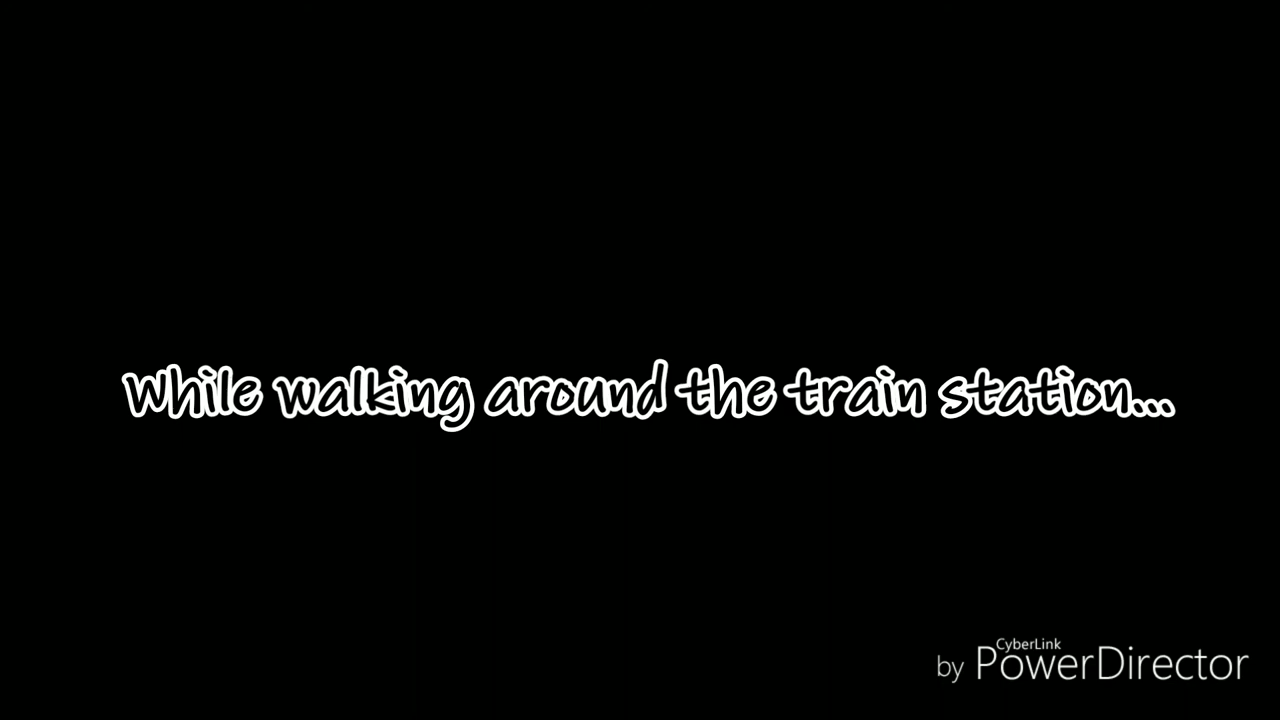 While walking around the train station...
CyberLink
by PowerDirector